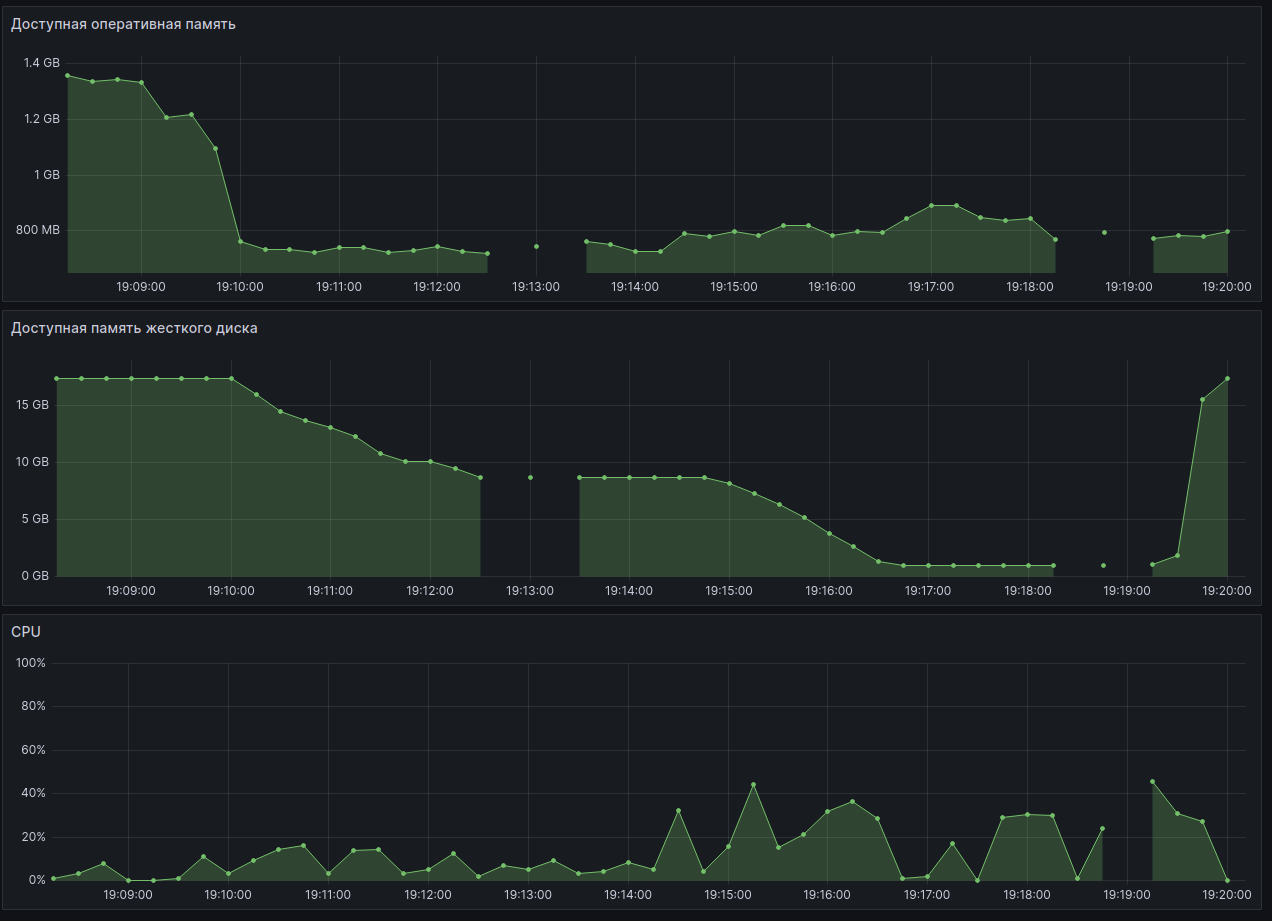 Доступная оперативная память
1.4 GB
1.2 GB
1 GB
800 MB
19:09:00 19:10:00 19:11:00 19:12:00 19:13:00 19:14:00 19:15:00 19:16:00 19:17:00 19:18:00 19:19:00 19:20:00
Доступная память жесткого диска
15 GB
10 GB
5 GB
0 GB
19:09:00 19:10:00 19:11:00 19:12:00 19:13:00 19:14:00 19:15:00 19:16:00 19:17:00 19:18:00 19:19:00 19:20:00
CPU
100%
80%
60%
40%
20%
0%
19:09:00 19:10:00 19:11:00 19:12:00 19:13:00 19:14:00 19:15:00 19:16:00 19:17:00 19:18:00 19:19:00 19:20:00